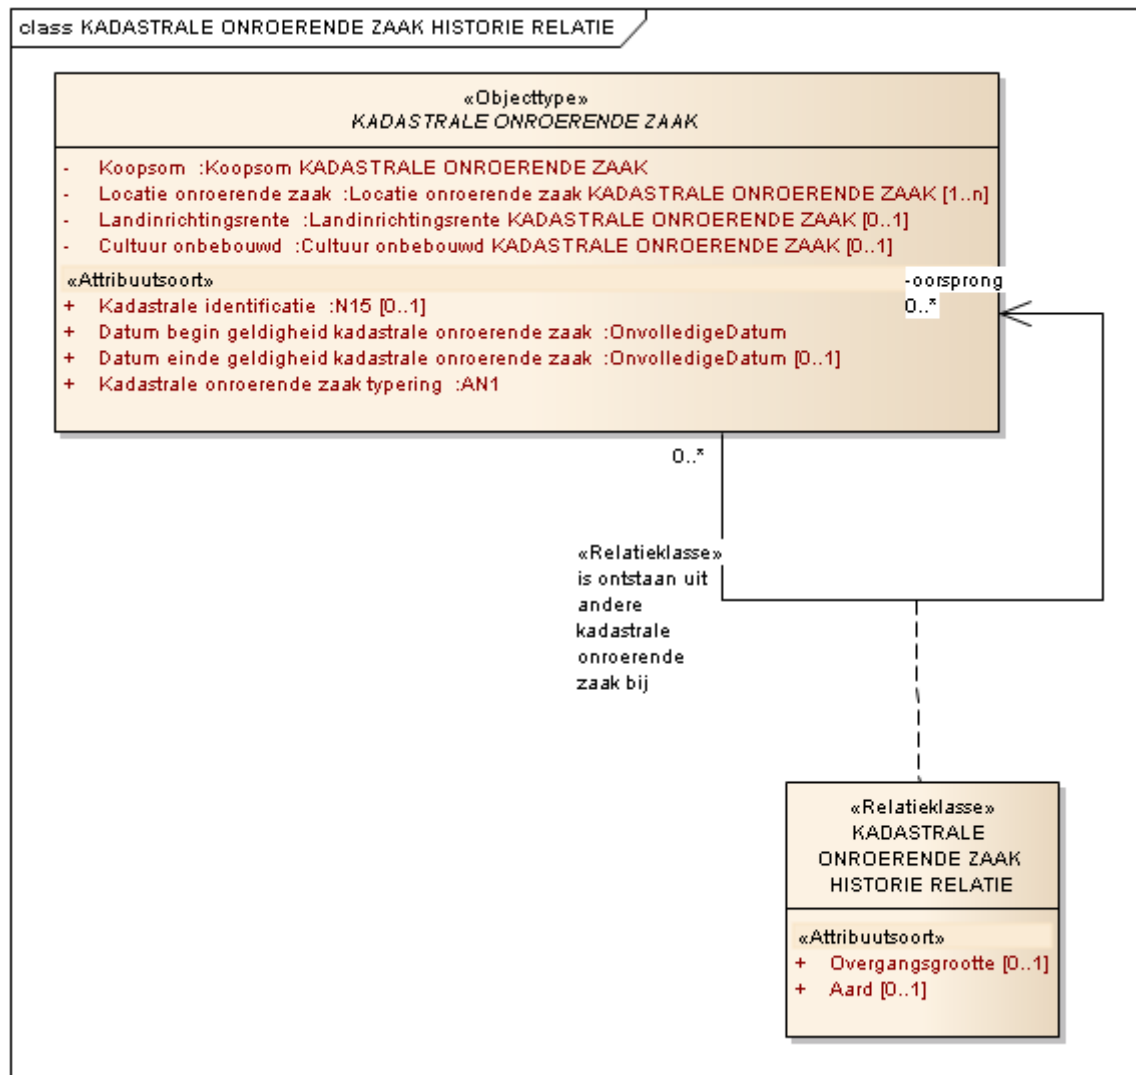 class KADASTRALE ONROERENDE ZAAK HISTORIE RELATIE
«Objecttype»
KADASTRALE ONROERENDE ZAAK
- Koopsom :Koopsom KADASTRALE ONROERENDE ZAAK
- Locatie onroerende zaak :Locatie onroerende zaak KADASTRALE ONROERENDE ZAAK [1..n]
- Landinrichtingsrente :Landinrichtingsrente KADASTRALE ONROERENDE ZAAK [0..1]
- Cultuur onbebouwd :Cultuur onbebouwd KADASTRALE ONROERENDE ZAAK [0..1]
«Attribuutsoort»
+ Kadastrale identificatie :N15 [0..1]
+ Datum begin geldigheid kadastrale onroerende zaak :OnvolledigeDatum
+ Datum einde geldigheid kadastrale onroerende zaak :OnvolledigeDatum [0..1]
+ Kadastrale onroerende zaak typering :AN1
-oorsprong
0..*
0..*
«Relatieklasse»
is ontstaan uit
andere
kadastrale
onroerende
zaak bij
«Relatieklasse»
KADASTRALE
ONROERENDE ZAAK
HISTORIE RELATIE
«Attribuutsoort»
+ Overgangsgrootte [0..1]
+ Aard [0..1]